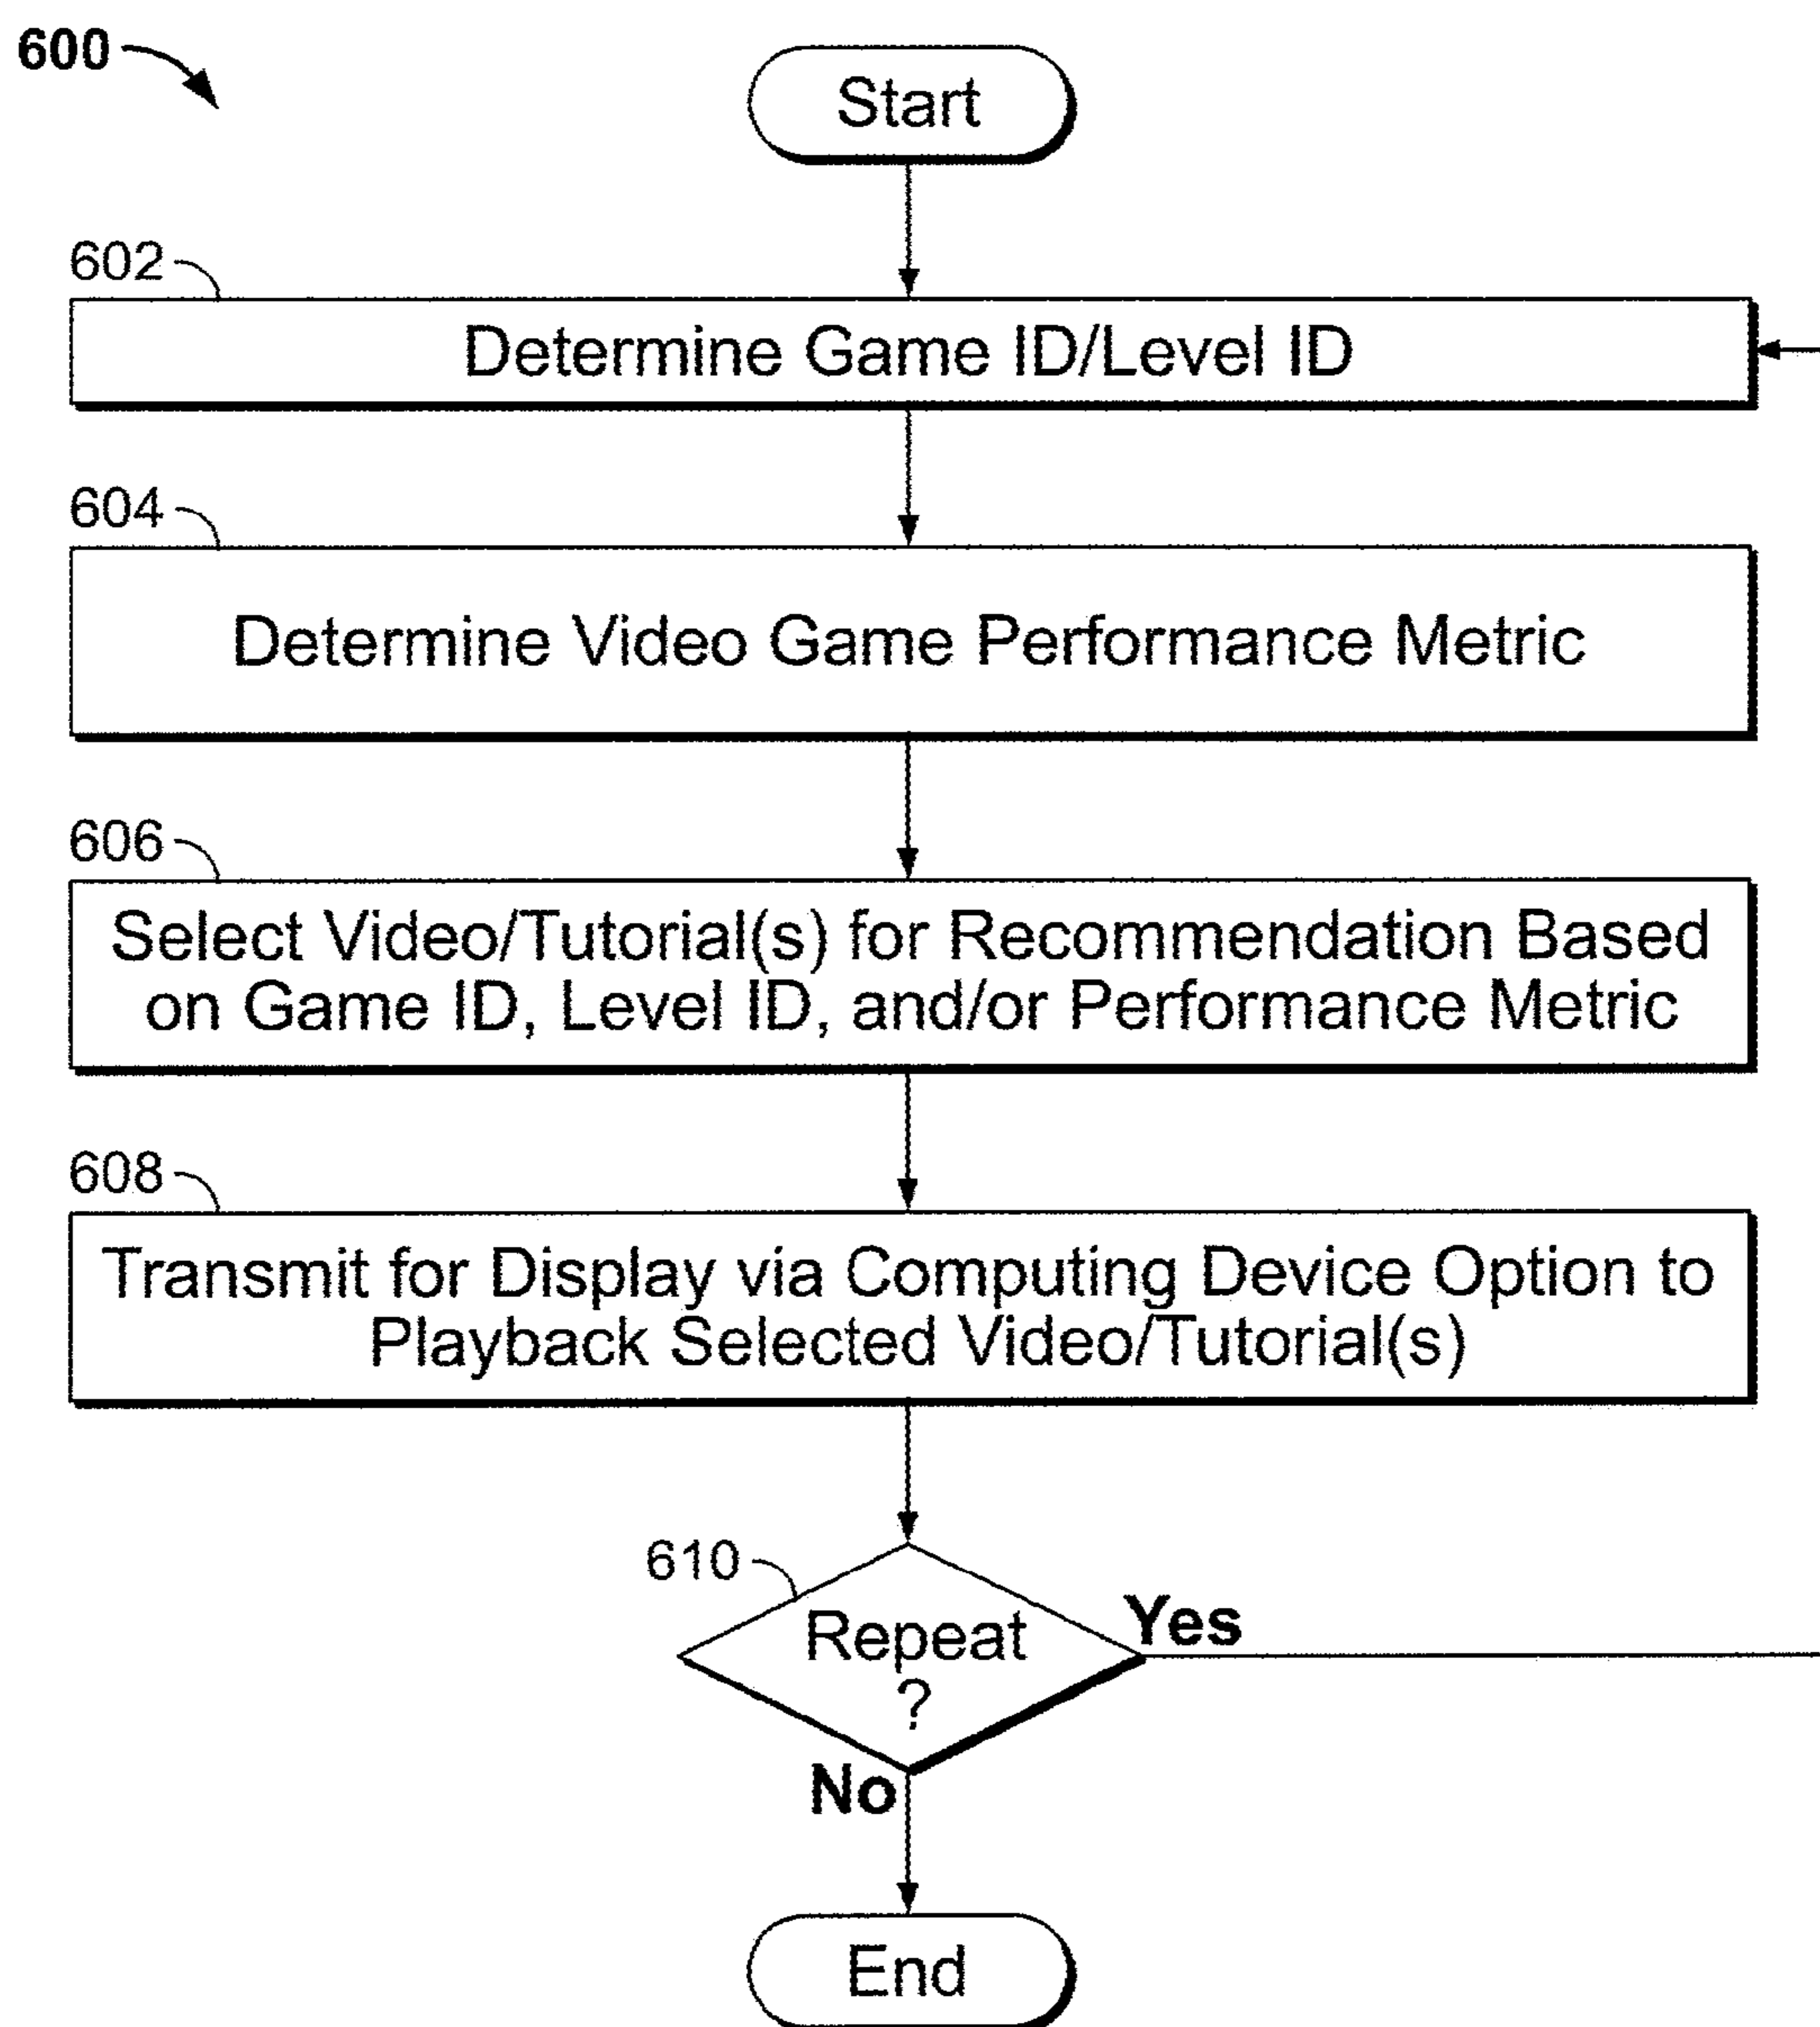 600
Start
602
Determine Game ID/Level ID
604
Determine Video Game Performance Metric
606
Select Video/Tutorial(s) for Recommendation Based
on Game ID, Level ID, and/or Performance Metric
608
Transmit for Display via Computing Device Option to
Playback Selected Video/Tutorial(s)
610
Repeat
?
Yes
No
End